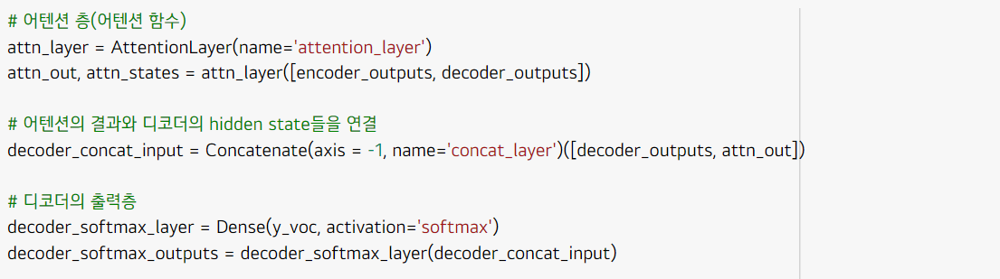 # 어텐션 층(어텐션 함수)
attn_layer = AttentionLayer(name='attention_layer')
attn_out, attn_states = attn_layer([encoder_outputs, decoder_outputs])
# 어텐션의 결과와 디코더의 hidden state들을 연결
decoder_concat_input = Concatenate(axis = -1, name='concat_layer')([decoder_outputs, attn_out])
# 디코더의 출력층
decoder_softmax_layer = Dense(y_voc, activation='softmax')
decoder_softmax_outputs = decoder_softmax_layer(decoder_concat_input)